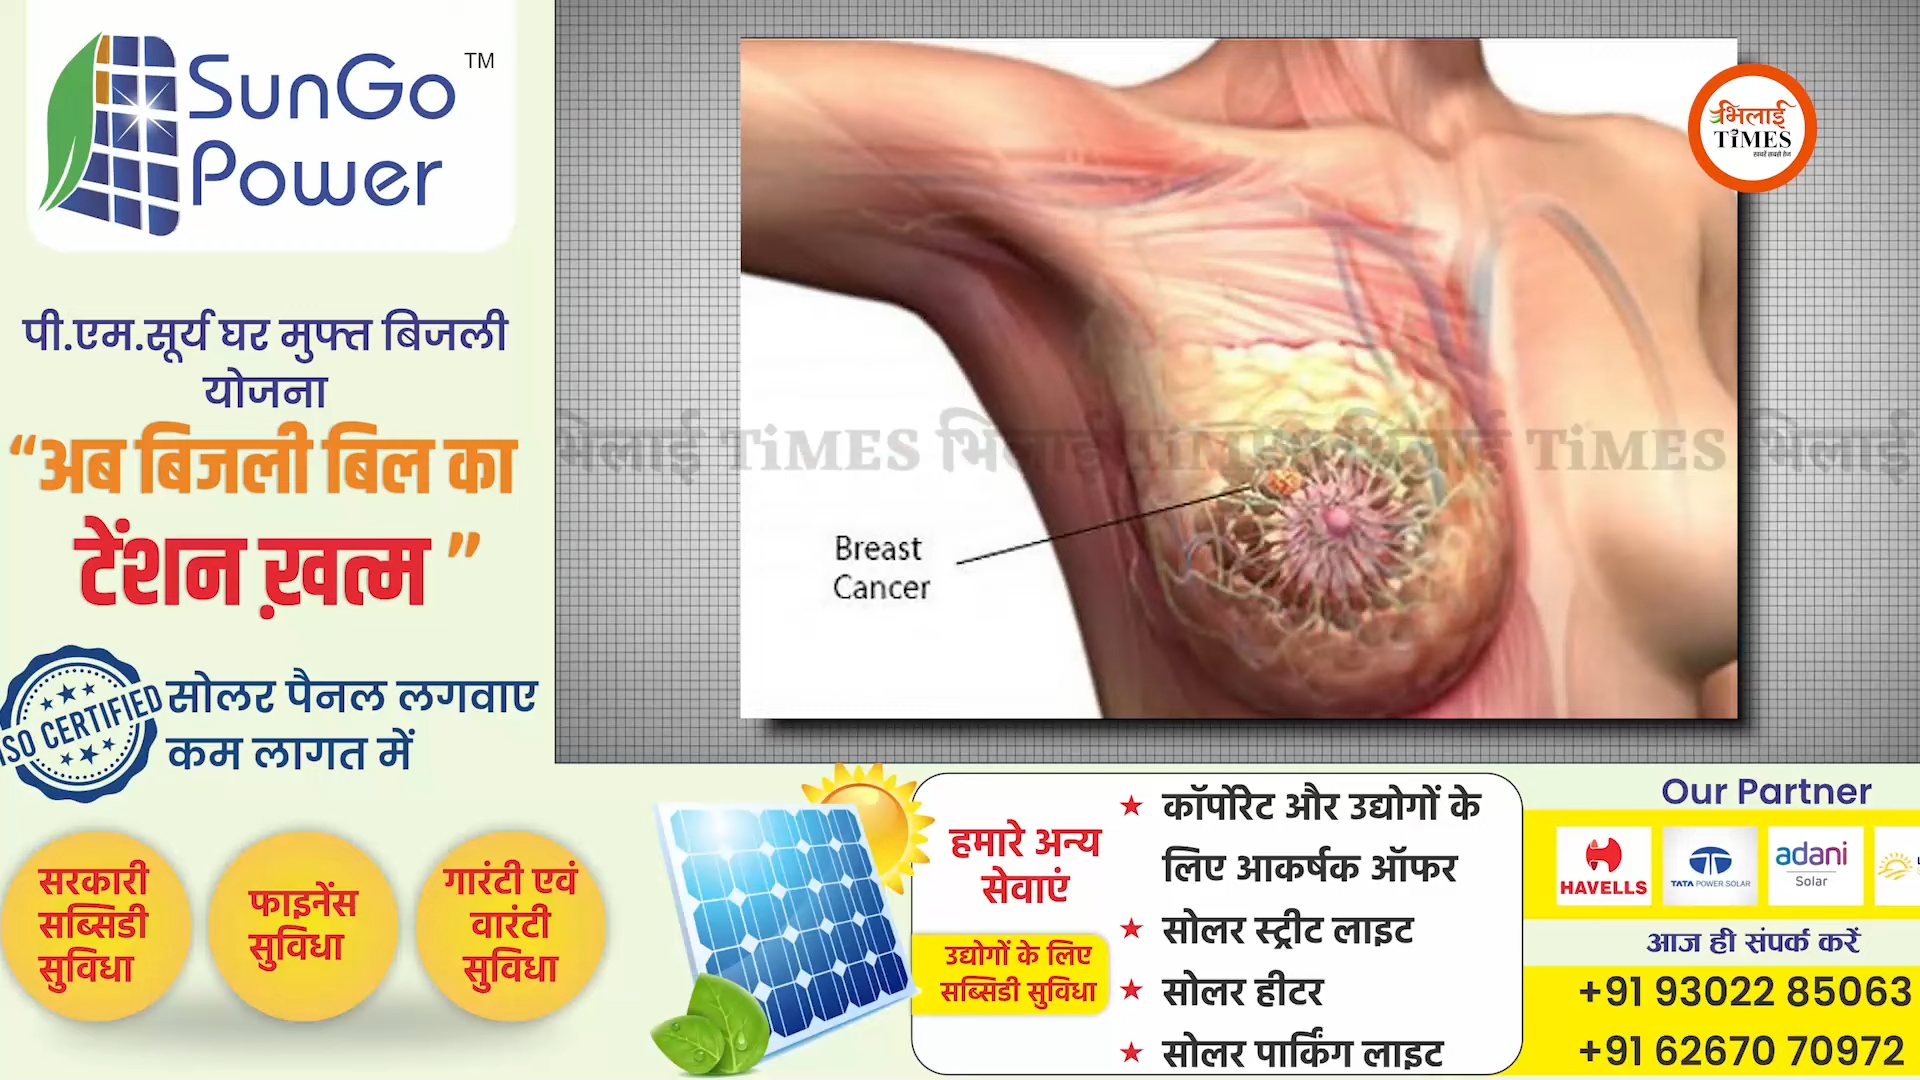 SunGo
Power
TM
पी.एम.सूर्य घर मुफ्त बिजली
योजना
“अब बिजली बिल का
टेंशन ख़त्म ”
ISO CERTIFIED
सोलर पैनल लगवाए
कम लागत में
सरकारी
सब्सिडी
सुविधा
फाइनेंस
सुविधा
गारंटी एवं
वारंटी
सुविधा
भिलाई
TiMES
भिलाई TiMES भिलाई TiMES भिलाई TiMES भिलाई
Breast
Cancer
हमारे अन्य
सेवाएं
उद्योगों के लिए
सब्सिडी सुविधा
★ कॉर्पोरेट और उद्योगों के
लिए आकर्षक ऑफर
★ सोलर स्ट्रीट लाइट
★ सोलर हीटर
★ सोलर पार्किंग लाइट
Our Partner
HAVELLS
TATA POWER SOLAR
adani
Solar
आज ही संपर्क करें
+91 93022 85063
+91 62670 70972